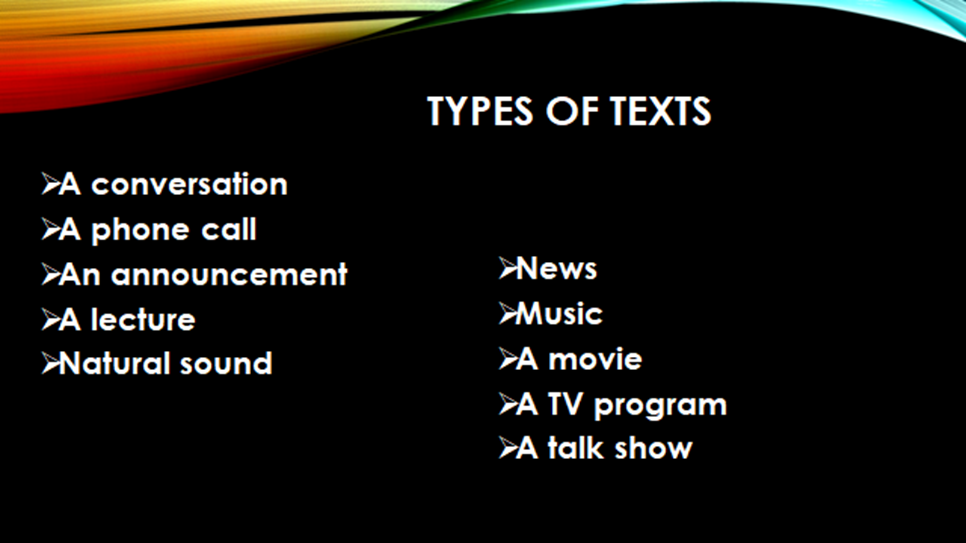 TYPES OF TEXTS
➢A conversation
➢A phone call
➢An announcement
➢A lecture
➢Natural sound
➢News
➢Music
➢A movie
➢A TV program
➢A talk show